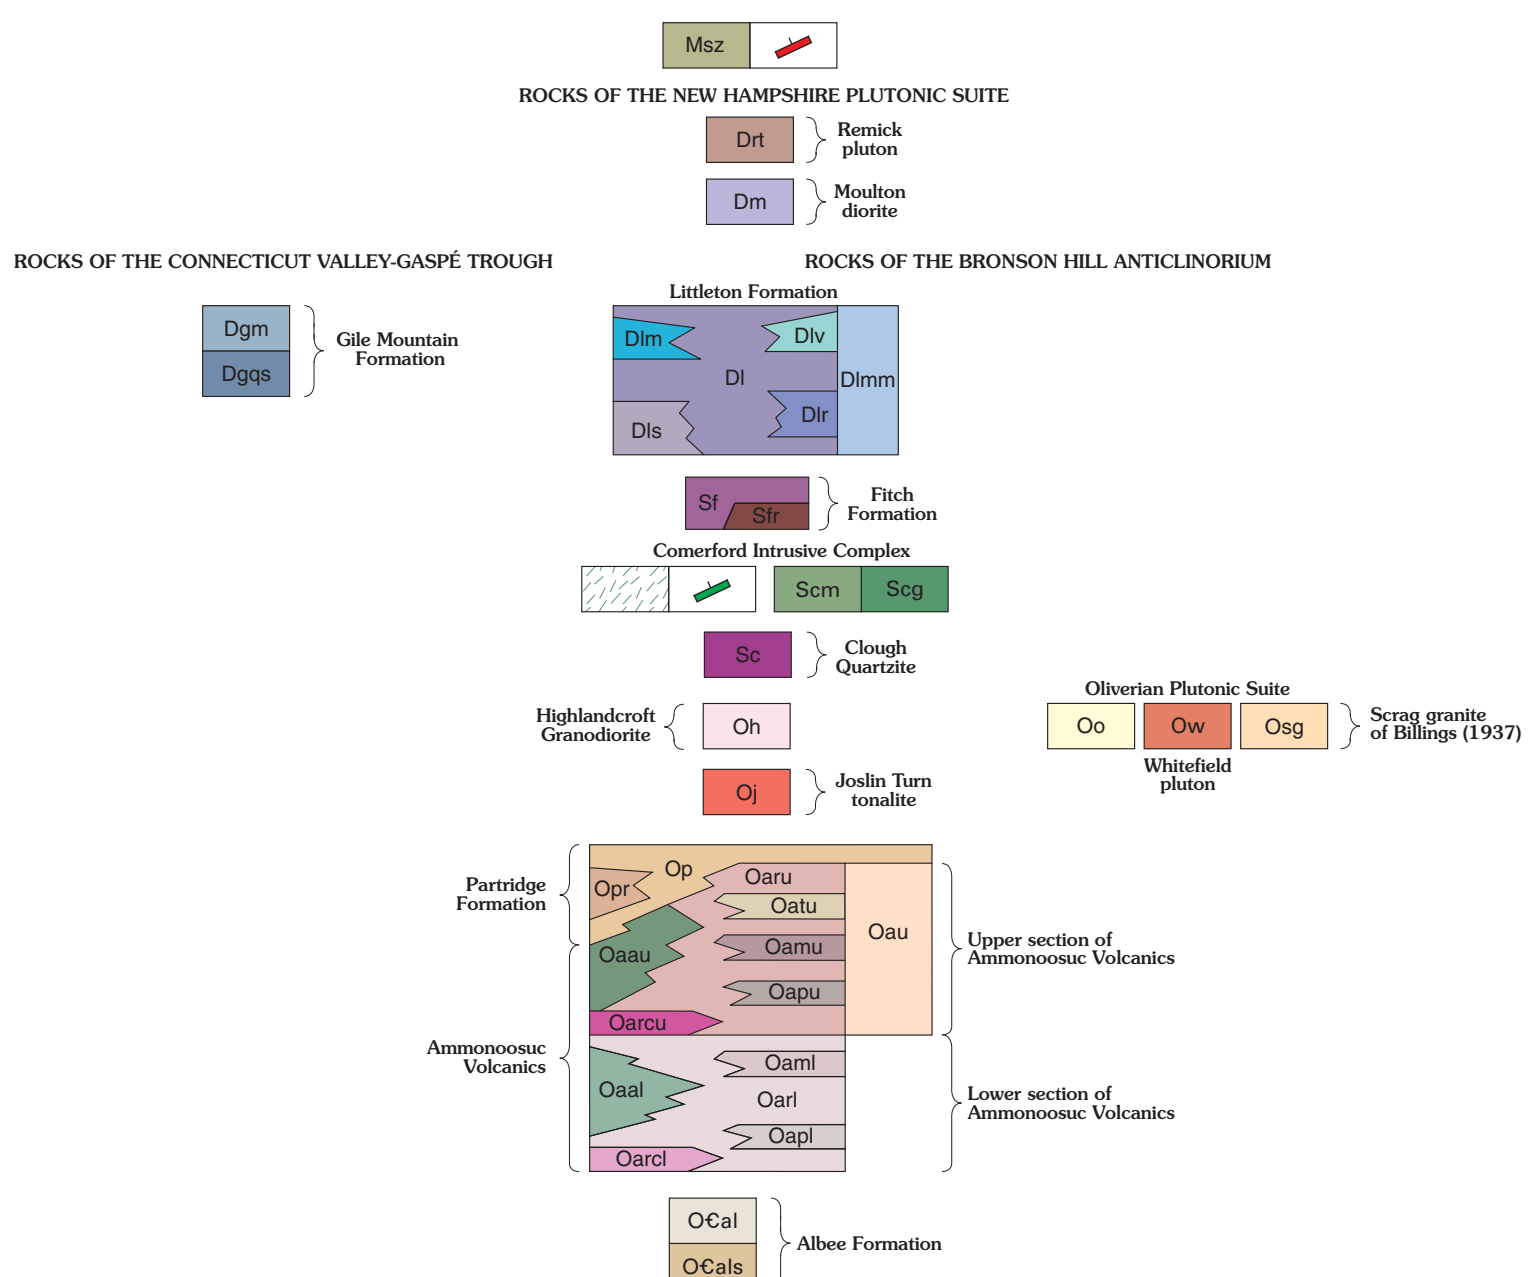 Msz
ROCKS OF THE NEW HAMPSHIRE PLUTONIC SUITE
Drt
Remick
pluton
Dm
Moulton
diorite
ROCKS OF THE CONNECTICUT VALLEY-GASPÉ TROUGH
ROCKS OF THE BRONSON HILL ANTICLINORIUM
Dgm
Dgqs
Gile Mountain
Formation
Littleton Formation
Dlm
Dlv
Dl
Dlmm
Dls
Dlr
Sf
Sfr
Fitch
Formation
Comerford Intrusive Complex
Scm
Scg
Sc
Clough
Quartzite
Highlandcroft
Granodiorite
Oh
Oliverian Plutonic Suite
Oo
Ow
Osg
Scrag granite
of Billings (1937)
Whitefield
pluton
Oj
Joslin Turn
tonalite
Partridge
Formation
Op
Opr
Oaru
Oatu
Oau
Oaau
Oamu
Oapu
Oarcu
Upper section of
Ammonoosuc Volcanics
Ammonoosuc
Volcanics
Oaml
Oaal
Oarl
Oapl
Oarcl
Lower section of
Ammonoosuc Volcanics
O€al
O€als
Albee Formation